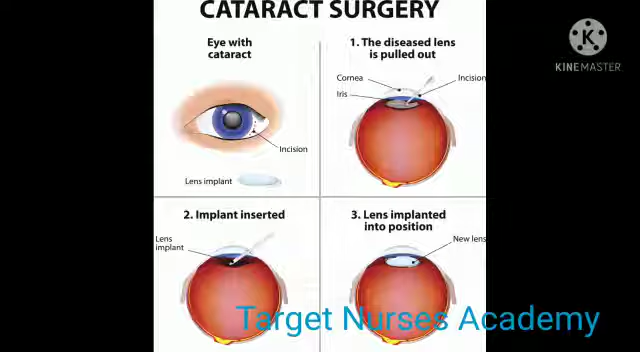 CATARACT SURGERY
Eye with
cataract
Incision
Lens implant
1. The diseased lens
is pulled out
Cornea
Incision
Iris
2. Implant inserted
Lens
implant
3. Lens implanted
into position
New lens
Target Nurses Academy
K
KINEMASTER